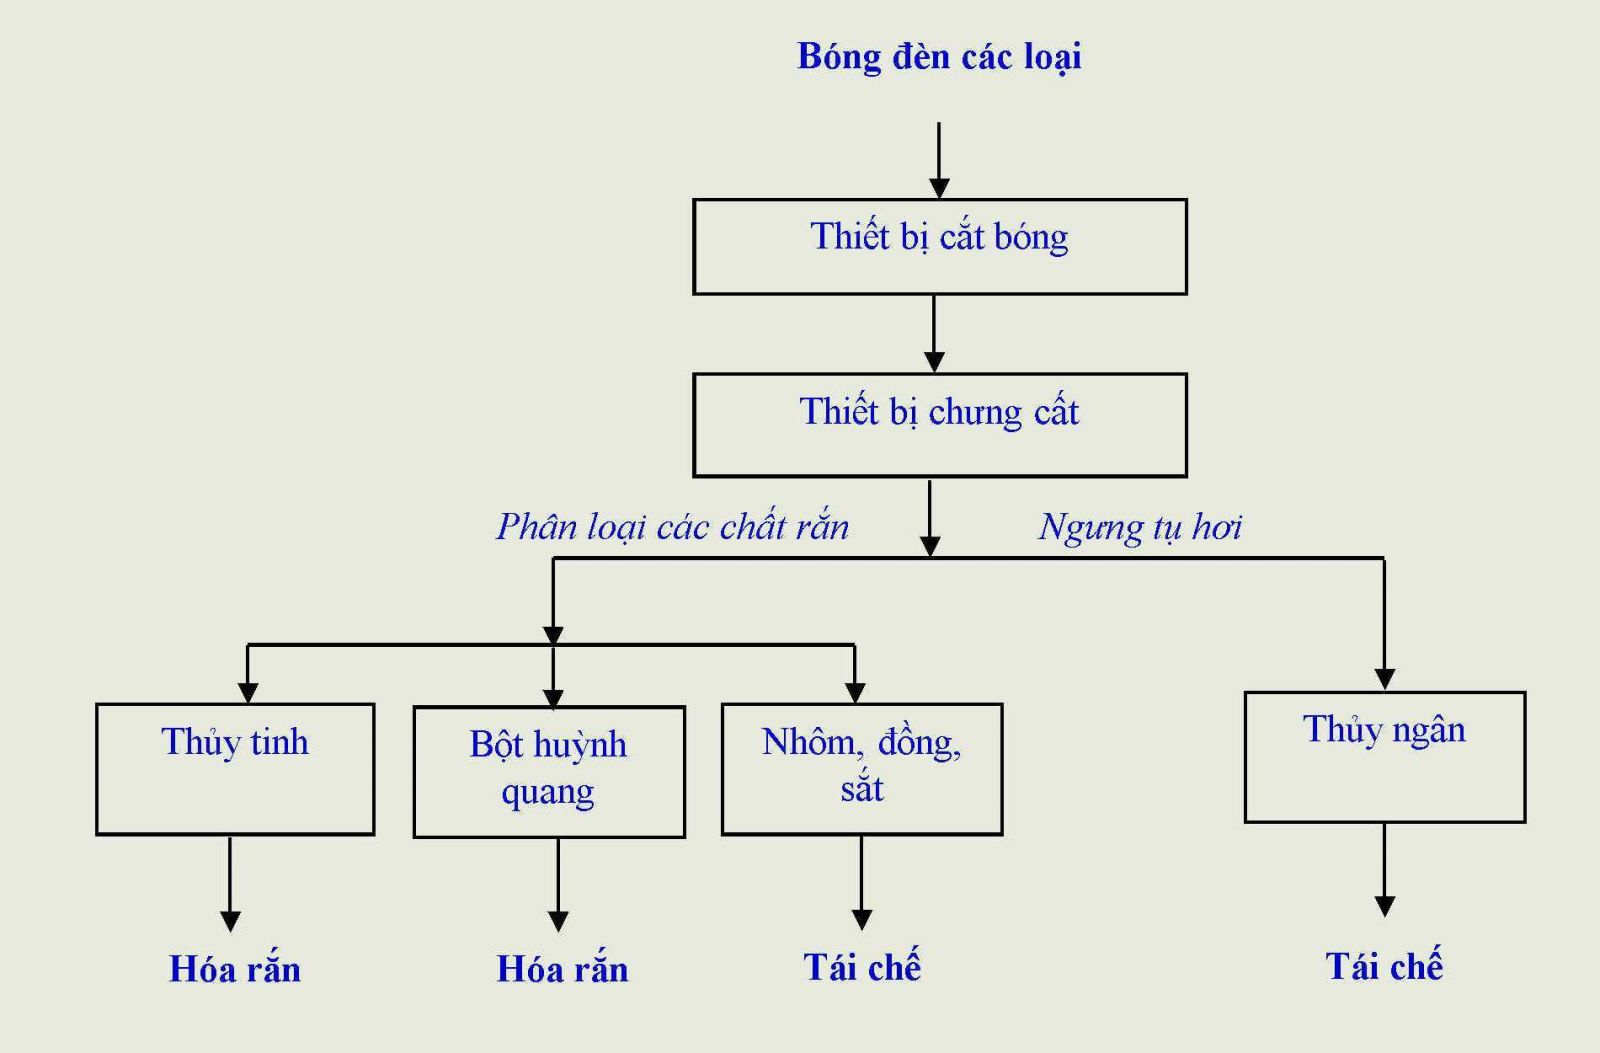 Bóng đèn các loại
Thiết bị cắt bóng
Thiết bị chưng cất
Phân loại các chất rắn
Ngưng tụ hơi
Thủy tinh
Bột huỳnh
quang
Nhôm, đồng,
sắt
Thủy ngân
Hóa rắn
Hóa rắn
Tái chế
Tái chế